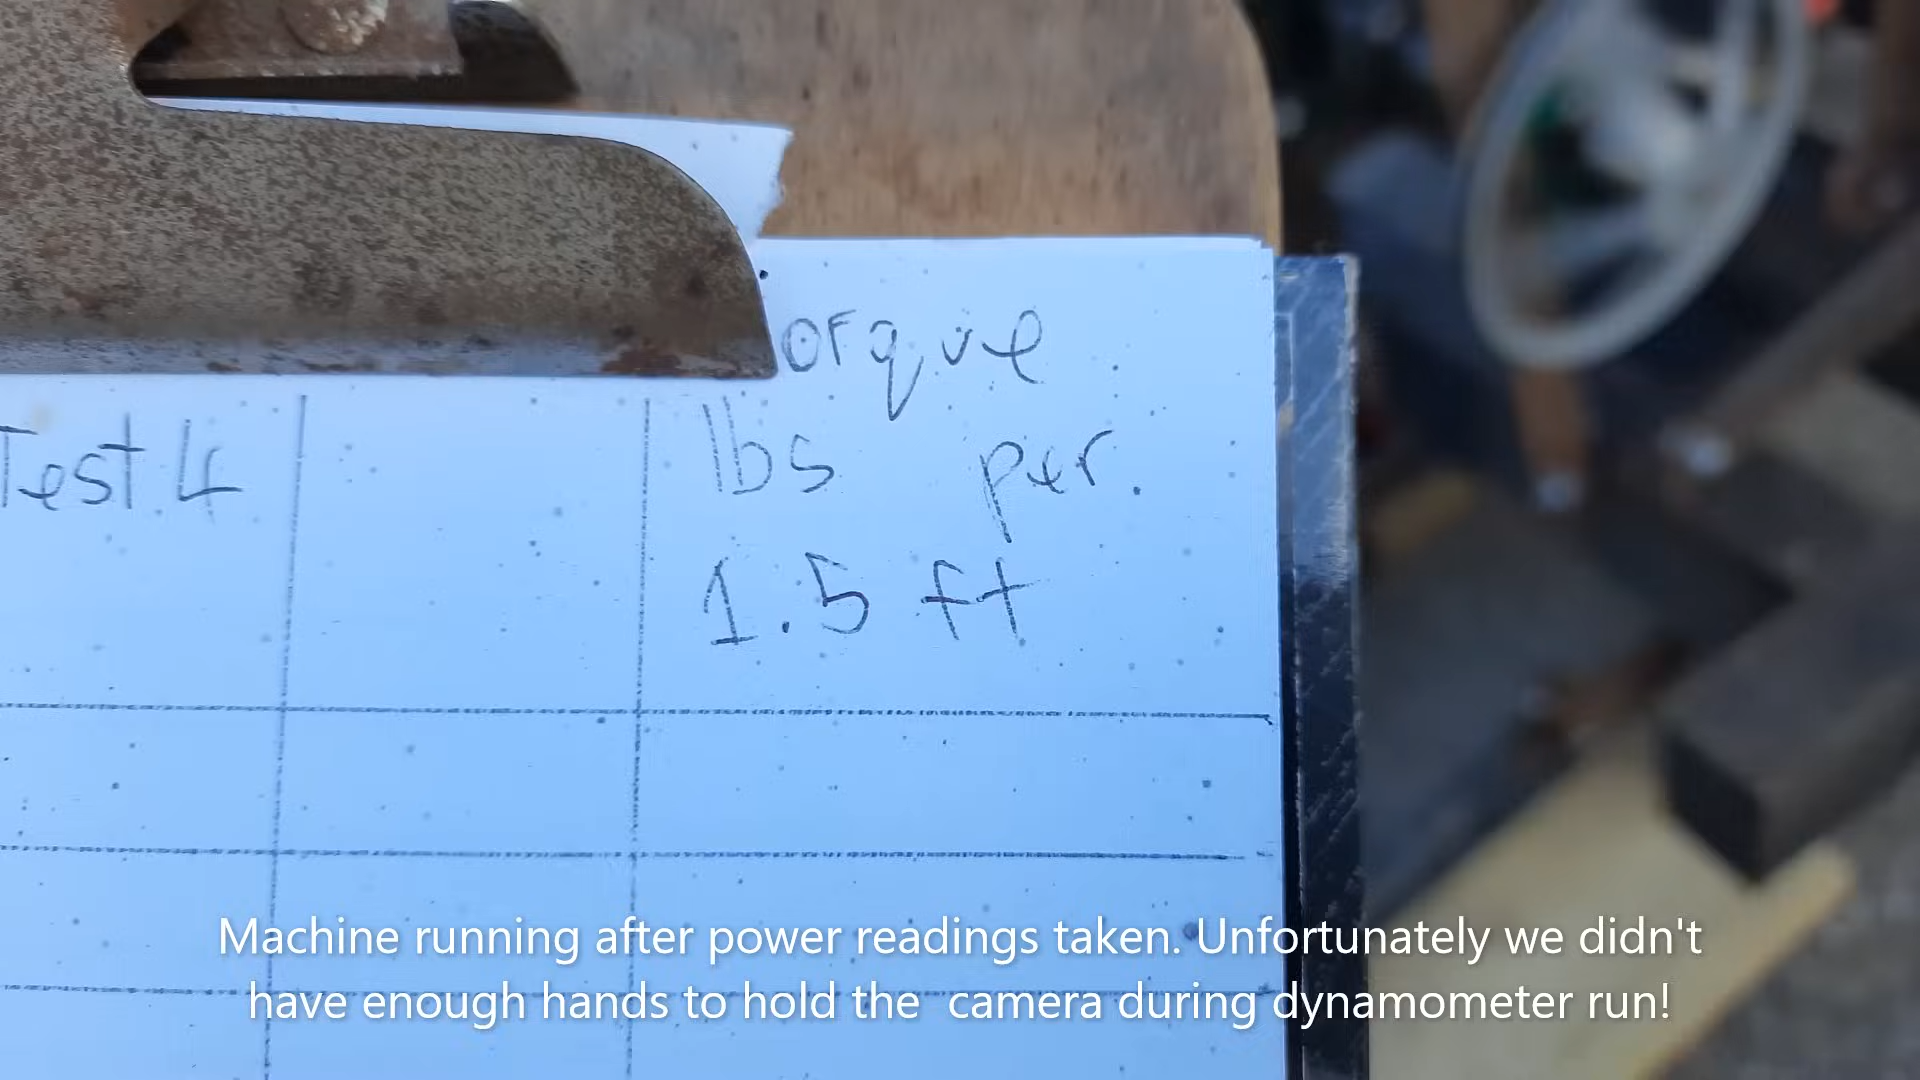 orque
Test 4
lbs per
1.5 ft
Machine running after power readings taken. Unfortunately we didn't
have enough hands to hold the camera during dynamometer run!